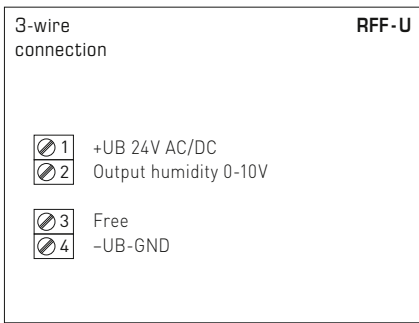 3-wire RFF-U
connection
1 +UB 24V AC/DC
2 Output humidity 0-10V
3 Free
4 –UB-GND